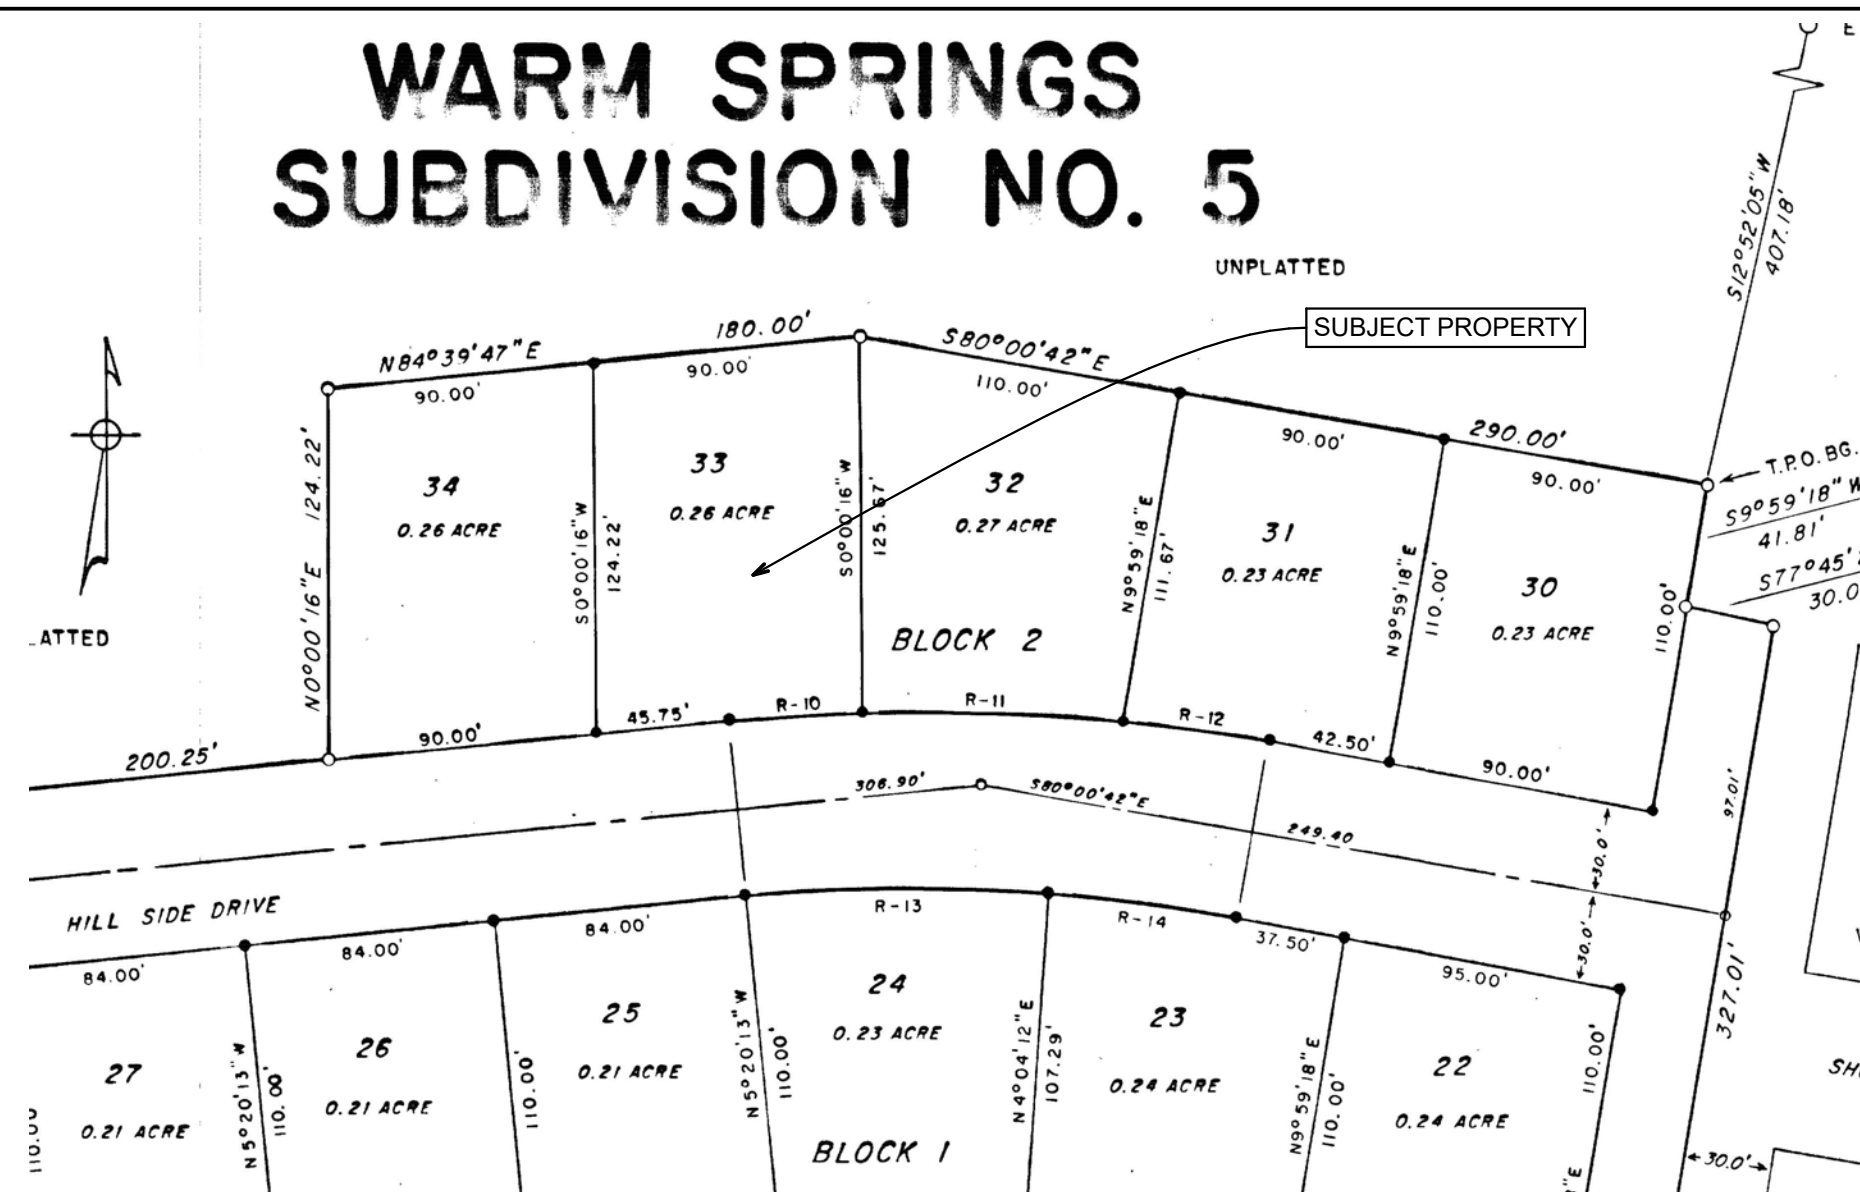 WARM SPRINGS
SUBDIVISION NO. 5
E
UNPLATTED
SUBJECT PROPERTY
S12°52'05"W
407.18'
N84°39'47"E
180.00'
S80°00'42"E
290.00'
90.00'
90.00'
110.00'
90.00'
90.00'
T.P.O. BG.
S9°59'18" W
41.81'
S77°45'
30.0
N0°00'16"E 124.22'
34
0.26 ACRE
S0°00'16"W
124.22'
33
0.26 ACRE
S0°00'16"W
125.67'
32
0.27 ACRE
N9°59'18"E
111.67'
31
0.23 ACRE
N9°59'18"E
110.00'
30
0.23 ACRE
110.00'
ATTED
BLOCK 2
200.25'
90.00'
45.75'
R-10
R-11
R-12
42.50'
90.00'
97.01'
306.90'
S80°00'42"E
249.40
30.0'
30.0'
HILL SIDE DRIVE
84.00'
84.00'
84.00'
R-13
R-14
37.50'
95.00'
327.01'
110.00
27
0.21 ACRE
N5°20'13"W
110.00'
26
0.21 ACRE
110.00'
25
0.21 ACRE
N5°20'13"W
110.00'
24
0.23 ACRE
N4°04'12"E
107.29'
23
0.24 ACRE
N9°59'18"E
110.00'
22
0.24 ACRE
110.00'
"E
SH
BLOCK 1
30.0'